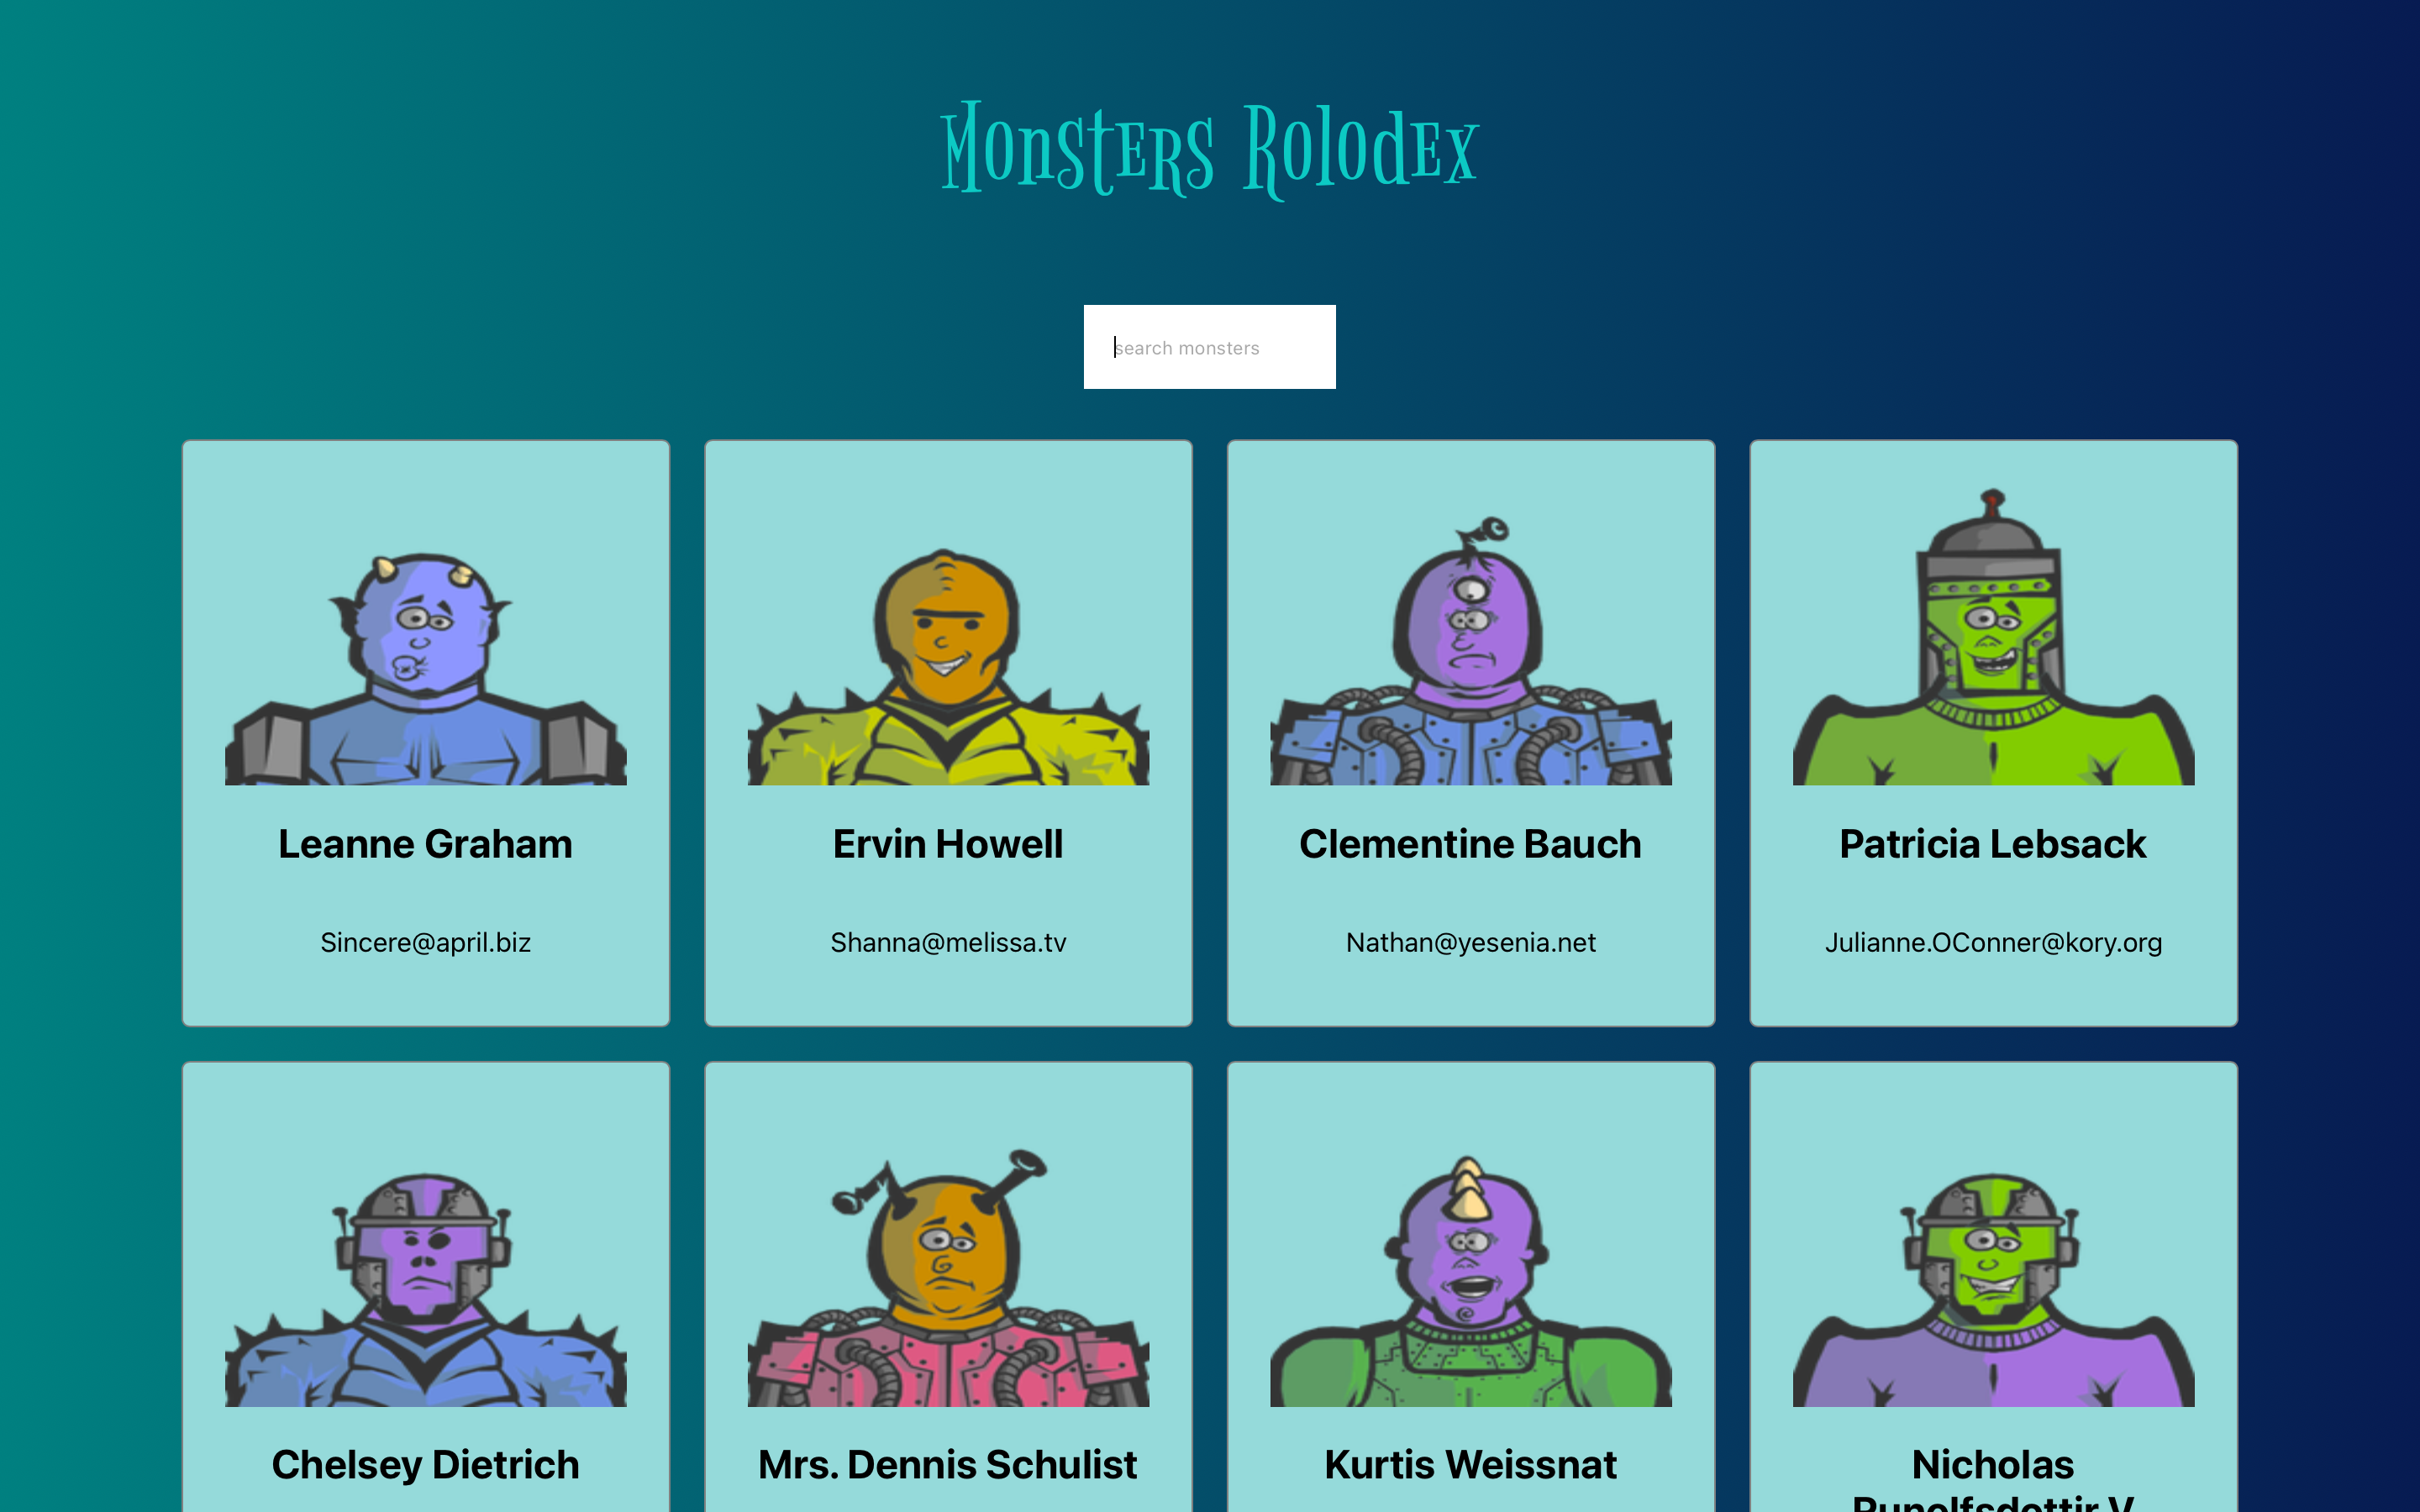 Monsters Rolodex
search monsters
Leanne Graham
Ervin Howell
Clementine Bauch
Patricia Lebsack
Sincere@april.biz
Shanna@melissa.tv
Nathan@yesenia.net
Julianne.OConner@kory.org
Chelsey Dietrich
Mrs. Dennis Schulist
Kurtis Weissnat
Nicholas
Runolfsdottir V